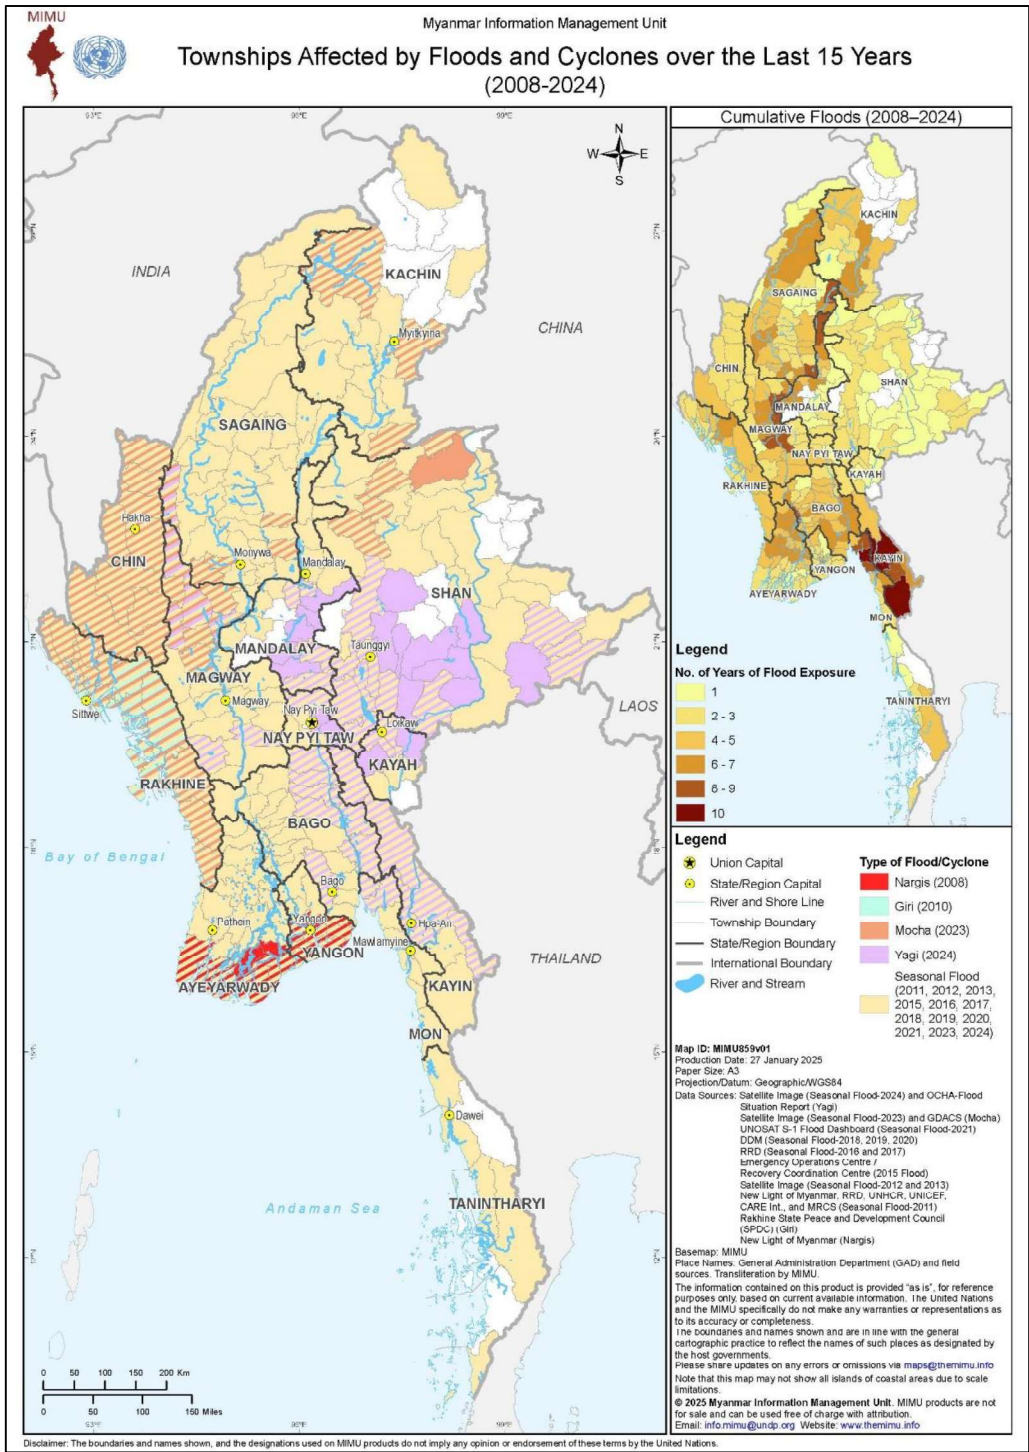 MIMU
Myanmar Information Management Unit
Townships Affected by Floods and Cyclones over the Last 15 Years
(2008-2024)
93°E
96°E
99°E
N
W
E
S
INDIA
CHINA
KACHIN
Myitkyina
SAGAING
Hakha
CHIN
Monywa
Mandalay
SHAN
MANDALAY
Taunggyi
MAGWAY
Magway
Sittwe
Nay Pyi Taw
NAY PYI TAW
Loikaw
LAOS
KAYAH
RAKHINE
BAGO
Bay of Bengal
Bago
Pathein
Yangon
Hpa-An
Mawlamyine
YANGON
THAILAND
AYEYARWADY
KAYIN
MON
Dawei
TANINTHARYI
Andaman Sea
0 50 100 150 200 Km
0 50 100 150 Miles
93°E
96°E
99°E
Cumulative Floods (2008–2024)
KACHIN
SAGAING
CHIN
SHAN
MANDALAY
MAGWAY
NAY PYI TAW
KAYAH
RAKHINE
BAGO
KAYIN
YANGON
AYEYARWADY
MON
TANINTHARYI
Legend
No. of Years of Flood Exposure
1
2 - 3
4 - 5
6 - 7
8 - 9
10
Legend
Union Capital
State/Region Capital
River and Shore Line
Township Boundary
State/Region Boundary
International Boundary
River and Stream
Type of Flood/Cyclone
Nargis (2008)
Giri (2010)
Mocha (2023)
Yagi (2024)
Seasonal Flood
(2011, 2012, 2013,
2015, 2016, 2017,
2018, 2019, 2020,
2021, 2023, 2024)
Map ID: MIMU859v01
Production Date: 27 January 2025
Paper Size: A3
Projection/Datum: Geographic/WGS84
Data Sources: Satellite Image (Seasonal Flood-2024) and OCHA-Flood
Situation Report (Yagi)
Satellite Image (Seasonal Flood-2023) and GDACS (Mocha)
UNOSAT S-1 Flood Dashboard (Seasonal Flood-2021)
DDM (Seasonal Flood-2018, 2019, 2020)
RRD (Seasonal Flood-2016 and 2017)
Emergency Operations Centre /
Recovery Coordination Centre (2015 Flood)
Satellite Image (Seasonal Flood-2012 and 2013)
New Light of Myanmar, RRD, UNHCR, UNICEF,
CARE Int., and MRCS (Seasonal Flood-2011)
Rakhine State Peace and Development Council
(SPDC) (Giri)
New Light of Myanmar (Nargis)
Basemap: MIMU
Place Names: General Administration Department (GAD) and field
sources. Transliteration by MIMU.
The information contained on this product is provided "as is", for reference
purposes only, based on current available information. The United Nations
and the MIMU specifically do not make any warranties or representations as
to its accuracy or completeness.
The boundaries and names shown and are in line with the general
cartographic practice to reflect the names of such places as designated by
the host governments.
Please share updates on any errors or omissions via maps@themimu.info
Note that this map may not show all islands of coastal areas due to scale
limitations.
© 2025 Myanmar Information Management Unit. MIMU products are not
for sale and can be used free of charge with attribution.
Email: info.mimu@undp.org Website: www.themimu.info
Disclaimer: The boundaries and names shown, and the designations used on MIMU products do not imply any opinion or endorsement of these terms by the United Nations.